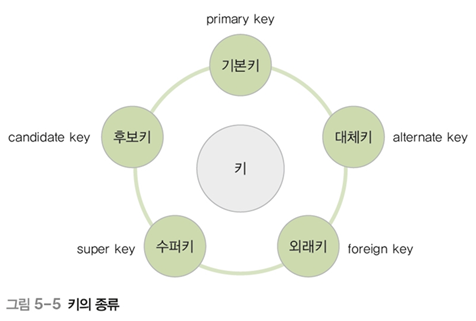 primary key
기본키
candidate key
후보키
대체키
alternate key
키
super key
수퍼키
외래키
foreign key
그림 5-5 키의 종류